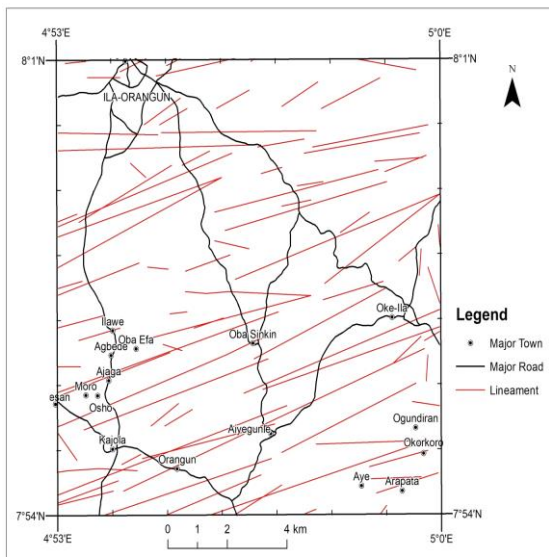 4°53'E 5°0'E
8°1'N 8°1'N
N
ILA-ORANGUN
Oke-Ila
Ilawe
Oba Efa
Oba Sinkin
Agbede
Ajaga
Moro
esan
Osho
Ogundiran
Aiyegunle
Kajola
Okorkoro
Orangun
Aye
Arapata
Legend
Major Town
Major Road
Lineament
7°54'N 7°54'N
4°53'E 5°0'E
0 1 2 4 km